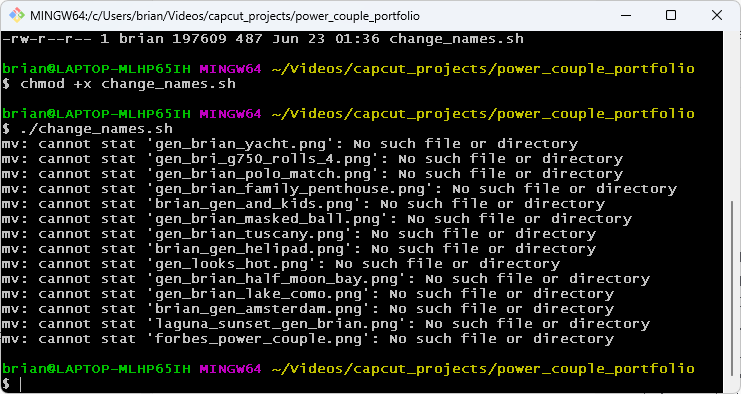 MINGW64:/c/Users/brian/Videos/capcut_projects/power_couple_portfolio
-rw-r--r-- 1 brian 197609 487 Jun 23 01:36 change_names.sh
brian@LAPTOP-MLHP65IH MINGW64 ~/Videos/capcut_projects/power_couple_portfolio
$ chmod +x change_names.sh
brian@LAPTOP-MLHP65IH MINGW64 ~/Videos/capcut_projects/power_couple_portfolio
$ ./change_names.sh
mv: cannot stat 'gen_brian_yacht.png': No such file or directory
mv: cannot stat 'gen_bri_g750_rolls_4.png': No such file or directory
mv: cannot stat 'gen_brian_polo_match.png': No such file or directory
mv: cannot stat 'gen_brian_family_penthouse.png': No such file or directory
mv: cannot stat 'brian_gen_and_kids.png': No such file or directory
mv: cannot stat 'gen_brian_masked_ball.png': No such file or directory
mv: cannot stat 'gen_brian_tuscany.png': No such file or directory
mv: cannot stat 'brian_gen_helipad.png': No such file or directory
mv: cannot stat 'gen_looks_hot.png': No such file or directory
mv: cannot stat 'gen_brian_half_moon_bay.png': No such file or directory
mv: cannot stat 'gen_brian_lake_como.png': No such file or directory
mv: cannot stat 'brian_gen_amsterdam.png': No such file or directory
mv: cannot stat 'laguna_sunset_gen_brian.png': No such file or directory
mv: cannot stat 'forbes_power_couple.png': No such file or directory
brian@LAPTOP-MLHP65IH MINGW64 ~/Videos/capcut_projects/power_couple_portfolio
$